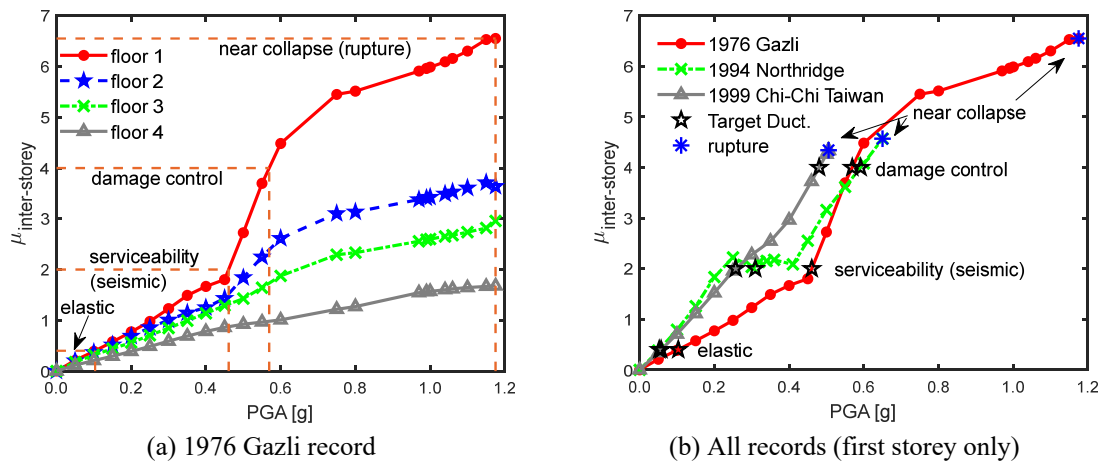 7
6
5
4
3
2
1
0
μinter-storey
near collapse (rupture)
floor 1
floor 2
floor 3
floor 4
damage control
serviceability
(seismic)
elastic
0.0 0.2 0.4 0.6 0.8 1.0 1.2
PGA [g]
(a) 1976 Gazli record
7
6
5
4
3
2
1
0
μinter-storey
1976 Gazli
1994 Northridge
1999 Chi-Chi Taiwan
Target Duct.
rupture
near collapse
damage control
serviceability (seismic)
elastic
0.0 0.2 0.4 0.6 0.8 1.0 1.2
PGA [g]
(b) All records (first storey only)